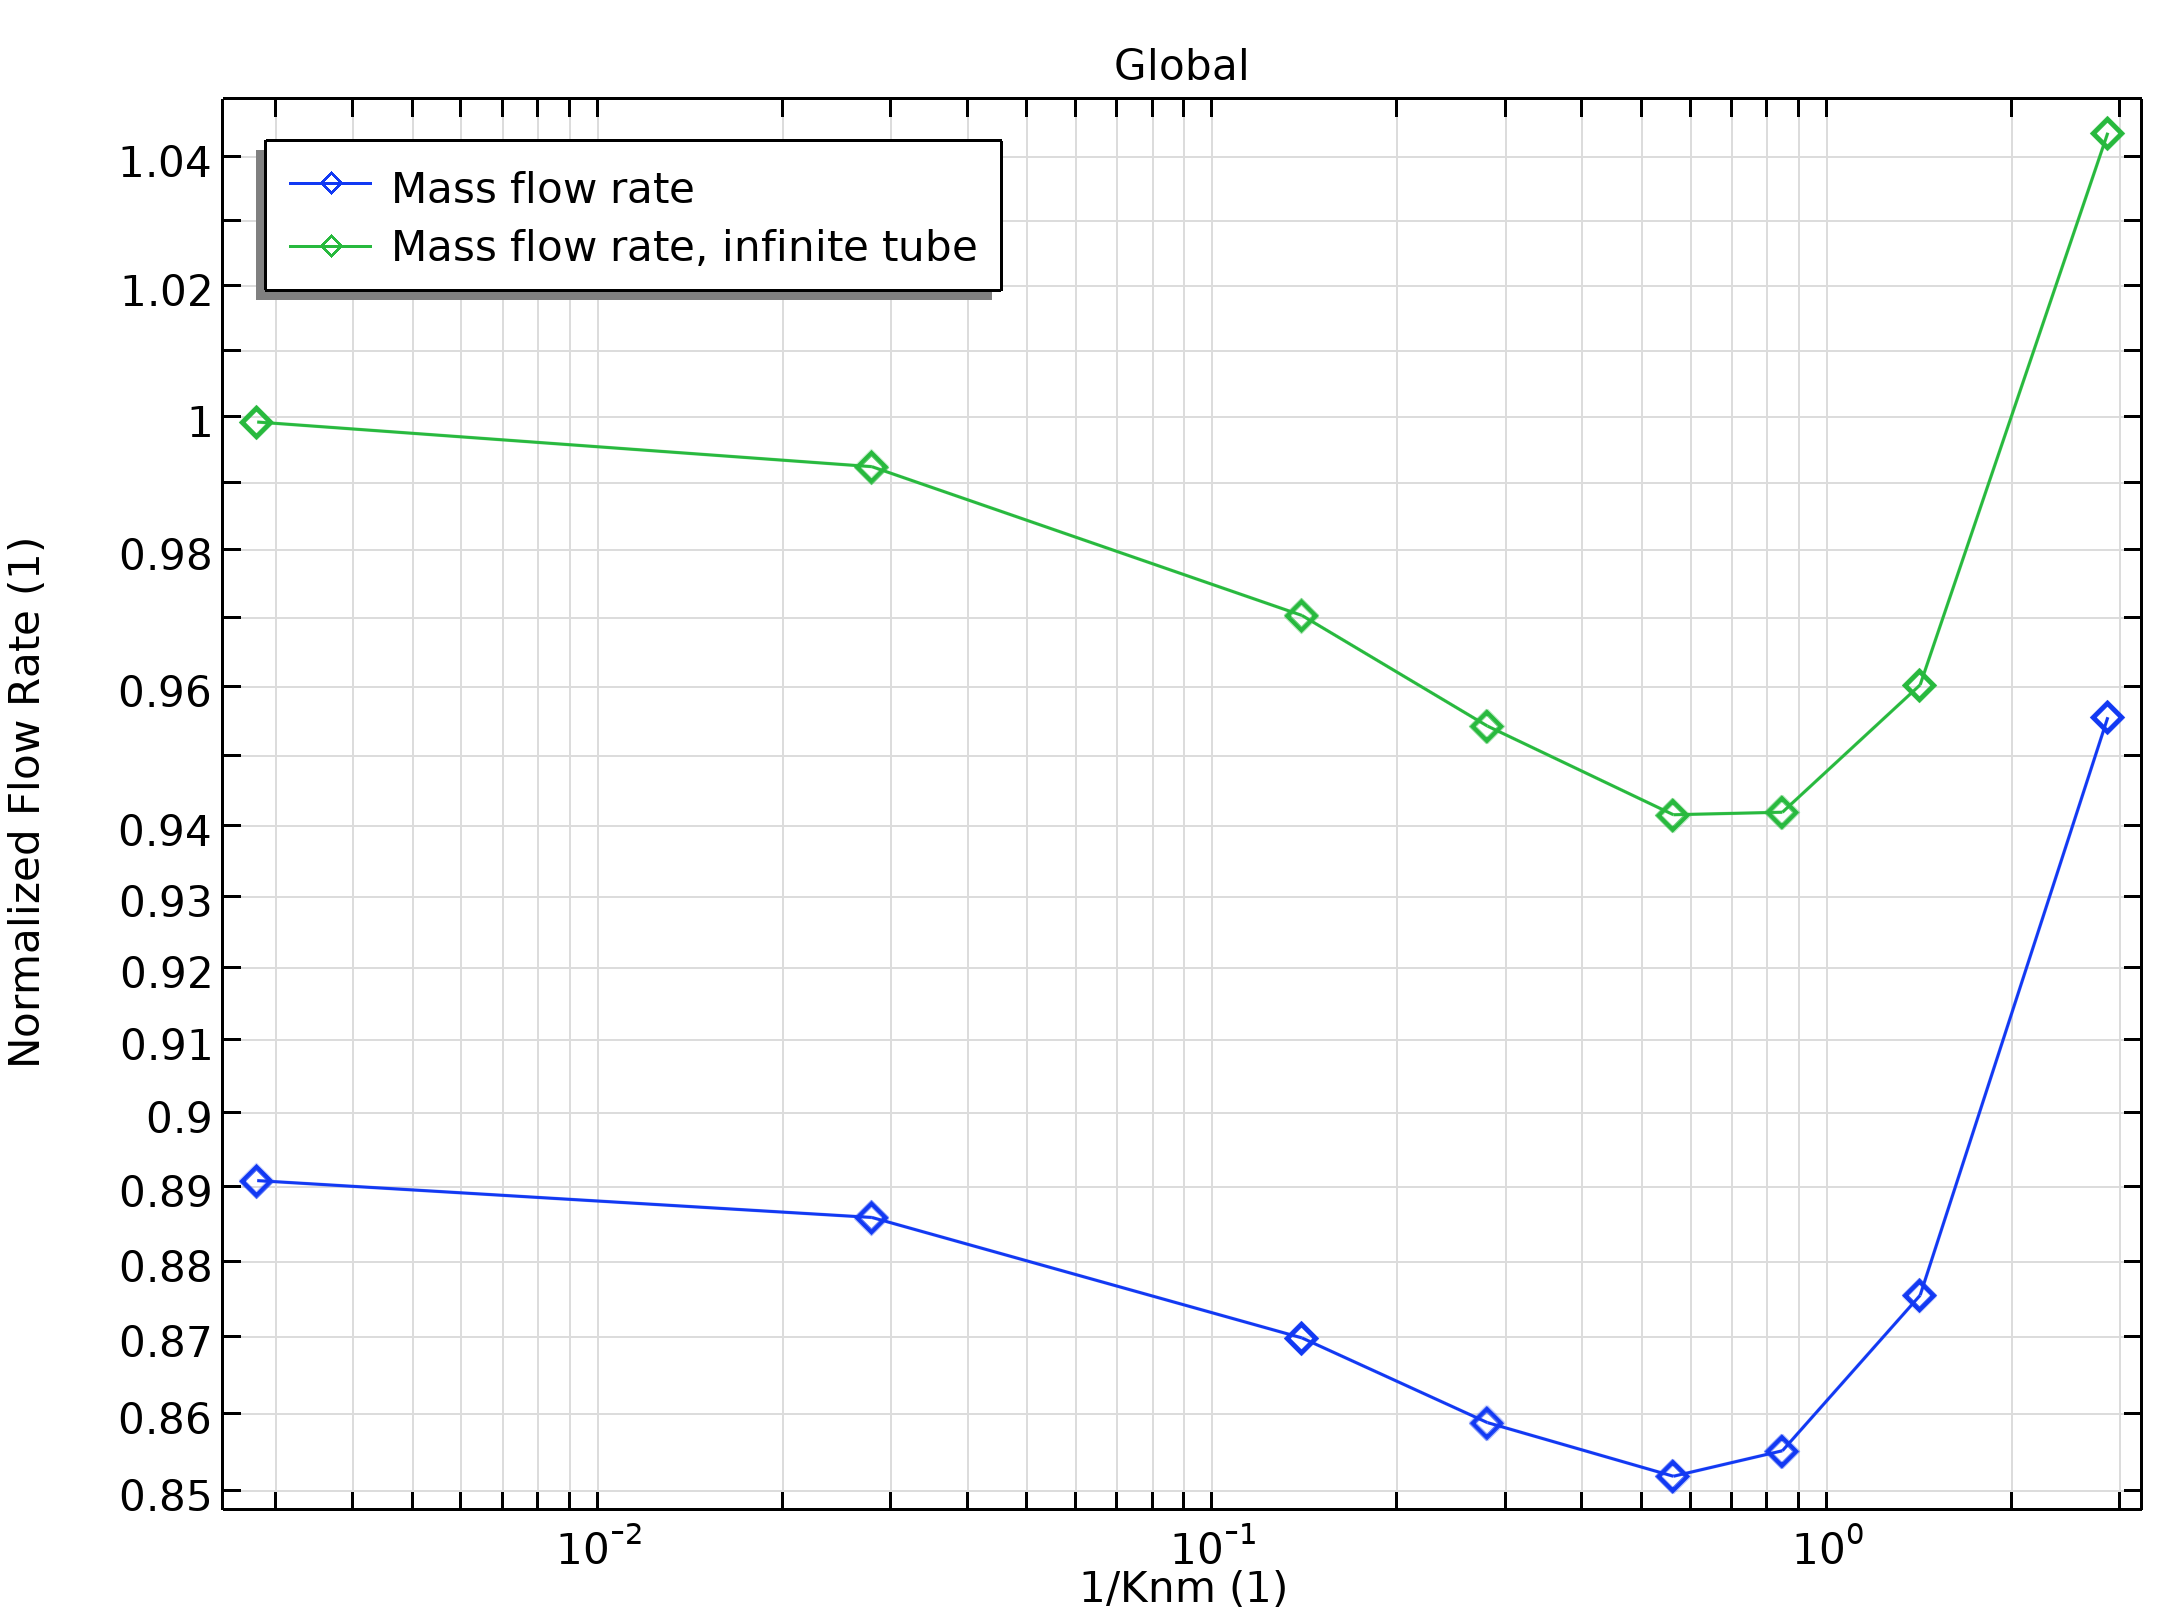 Global
Mass flow rate
Mass flow rate, infinite tube
Normalized Flow Rate (1)
1.04
1.02
1
0.98
0.96
0.94
0.93
0.92
0.91
0.9
0.89
0.88
0.87
0.86
0.85
10⁻² 10⁻¹ 10⁰
1/Knm (1)